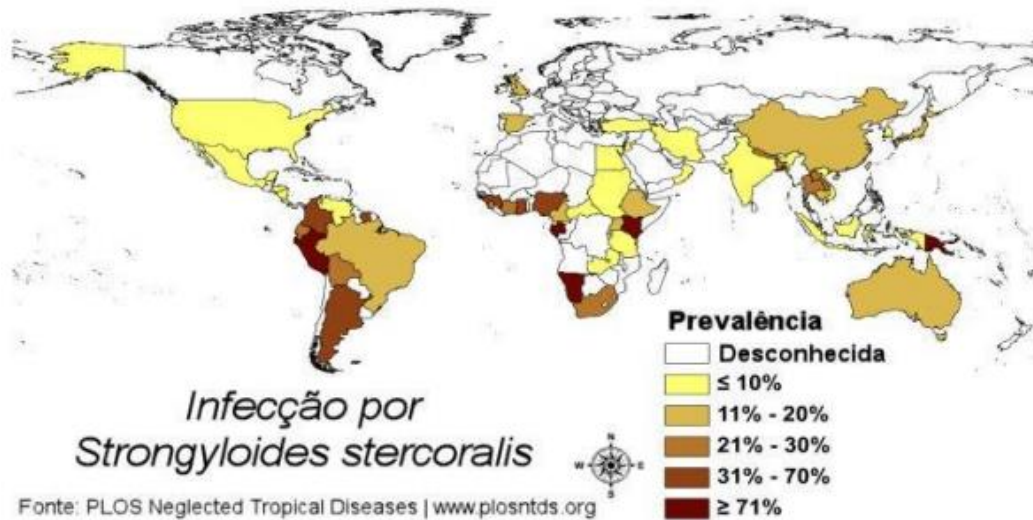 Prevalência
Desconhecida
≤ 10%
11% - 20%
21% - 30%
31% - 70%
≥ 71%
Infecção por
Strongyloides stercoralis
N
W
E
S
Fonte: PLOS Neglected Tropical Diseases | www.plosntds.org